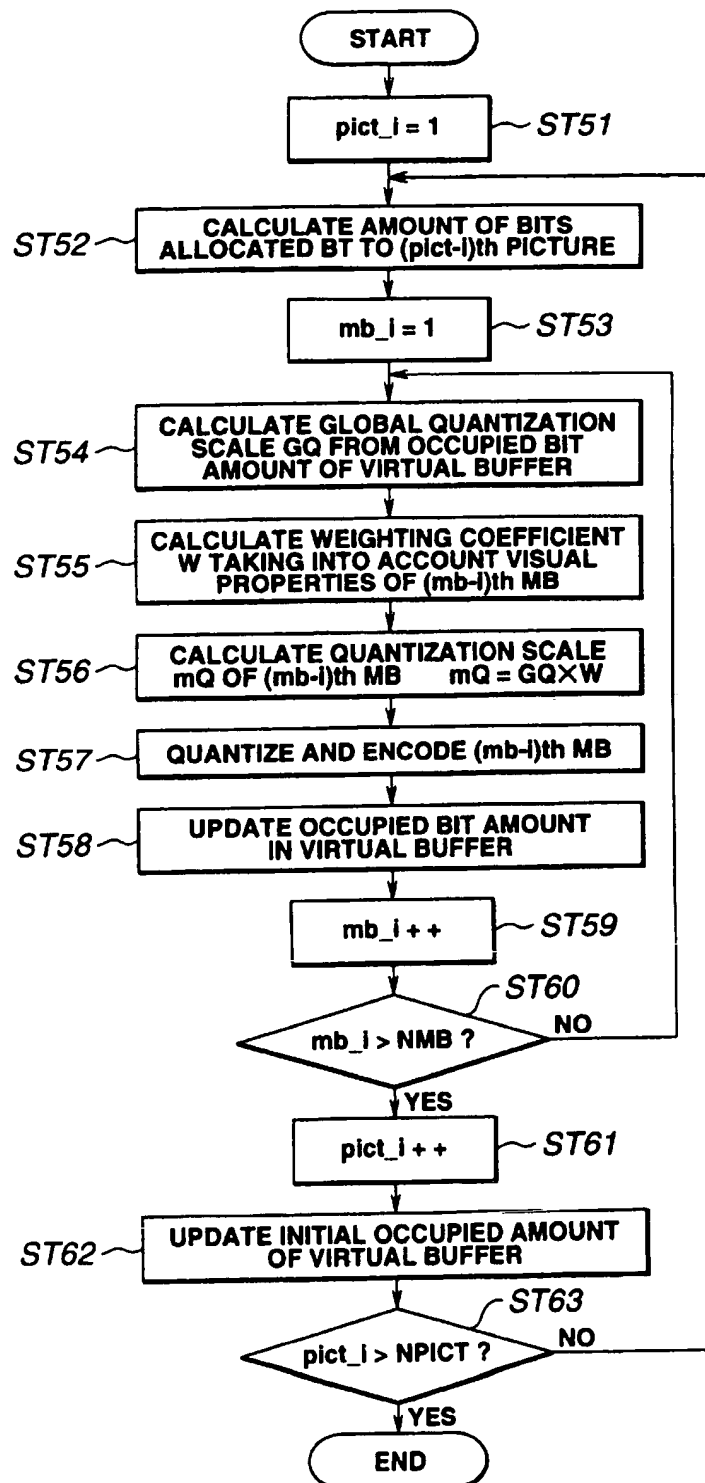 START
pict_i = 1
ST51
CALCULATE AMOUNT OF BITS
ALLOCATED BT TO (pict-i)th PICTURE
ST52
mb_i = 1
ST53
CALCULATE GLOBAL QUANTIZATION
SCALE GQ FROM OCCUPIED BIT
AMOUNT OF VIRTUAL BUFFER
ST54
CALCULATE WEIGHTING COEFFICIENT
W TAKING INTO ACCOUNT VISUAL
PROPERTIES OF (mb-i)th MB
ST55
CALCULATE QUANTIZATION SCALE
mQ OF (mb-i)th MB mQ = GQ×W
ST56
QUANTIZE AND ENCODE (mb-i)th MB
ST57
UPDATE OCCUPIED BIT AMOUNT
IN VIRTUAL BUFFER
ST58
mb_i + +
ST59
ST60
mb_i > NMB ?
NO
YES
pict_i + +
ST61
UPDATE INITIAL OCCUPIED AMOUNT
OF VIRTUAL BUFFER
ST62
ST63
pict_i > NPICT ?
NO
YES
END